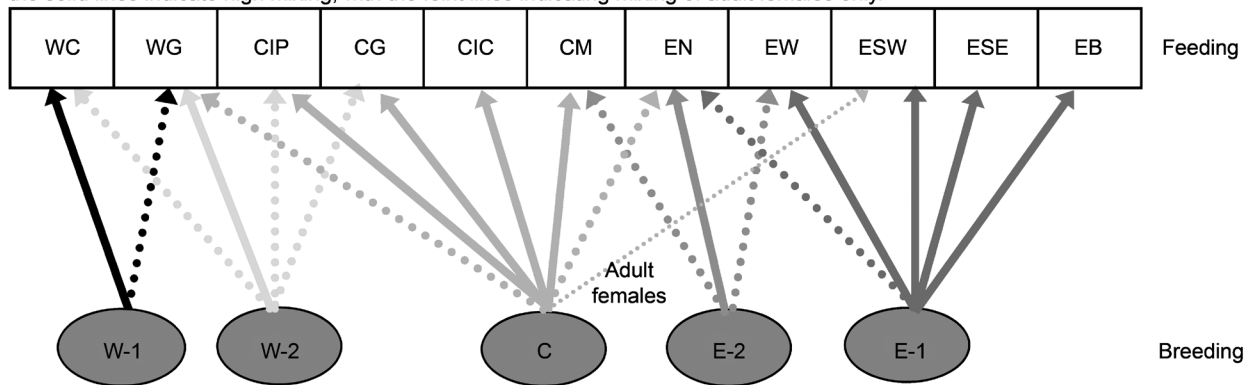 WC WG CIP CG CIC CM EN EW ESW ESE EB Feeding
Adult
females
W-1 W-2 C E-2 E-1 Breeding